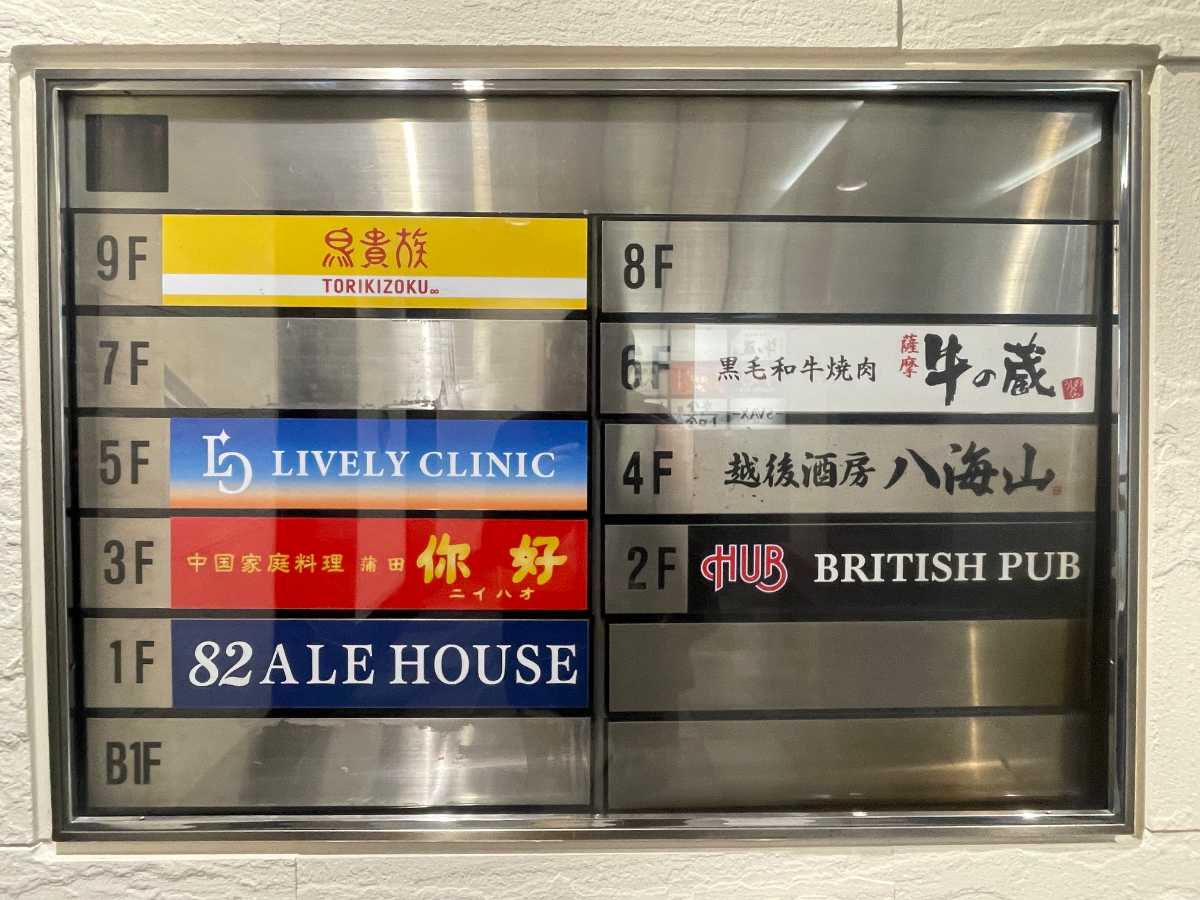 9F
鳥貴族
TORIKIZOKU∞
8F
7F
6F
黒毛和牛焼肉 薩摩 牛の蔵
5F
LIVELY CLINIC
4F
越後酒房 八海山
3F
中国家庭料理 蒲田 你好
ニイハオ
2F
HUB BRITISH PUB
1F
82 ALE HOUSE
B1F